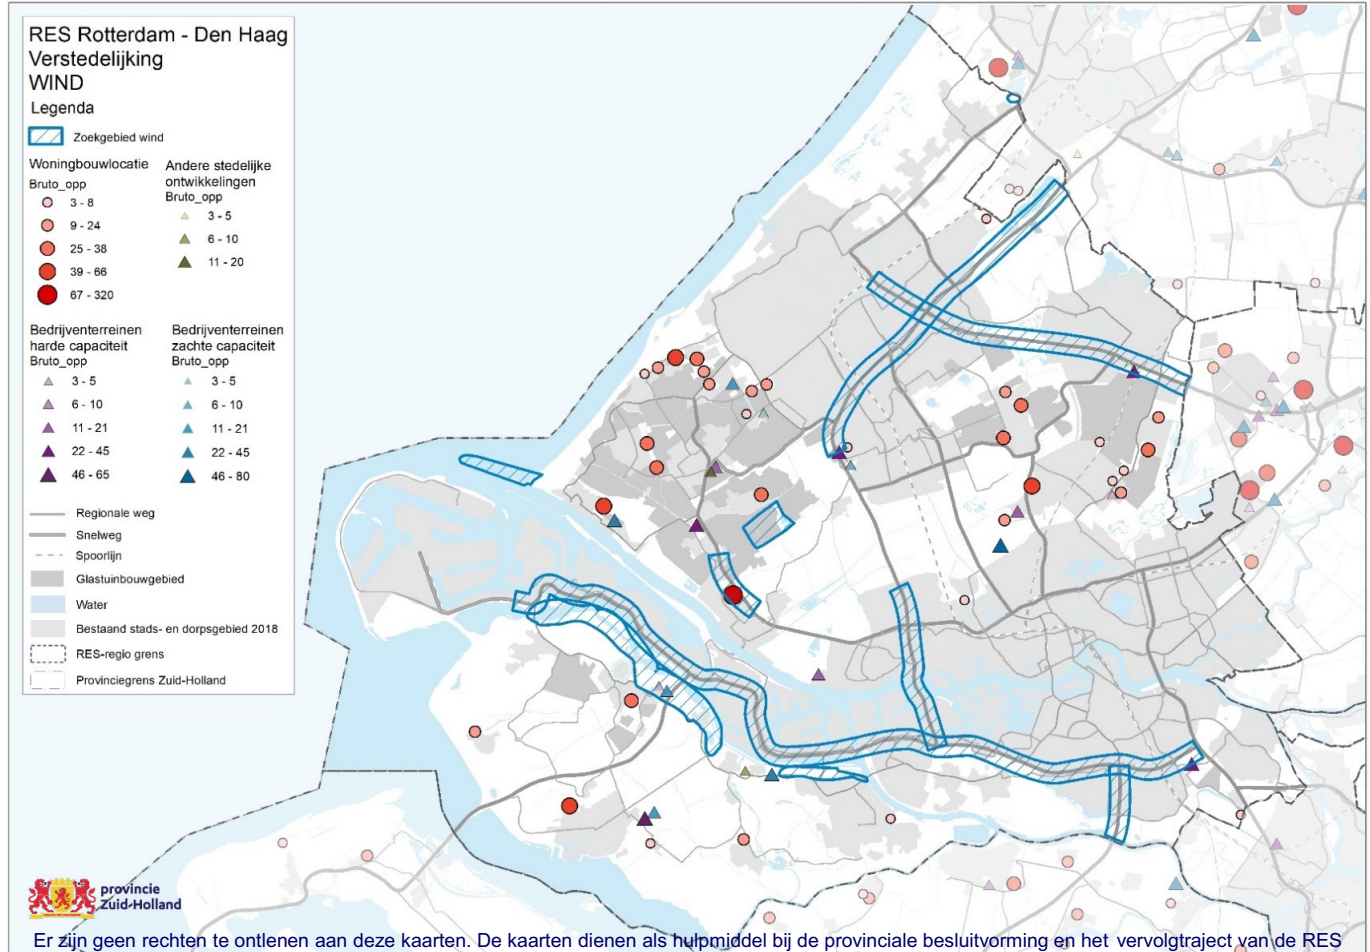 RES Rotterdam - Den Haag
Verstedelijking
WIND
Legenda
Zoekgebied wind
Woningbouwlocatie
Bruto_opp
3 - 8
9 - 24
25 - 38
39 - 66
67 - 320
Andere stedelijke
ontwikkelingen
Bruto_opp
3 - 5
6 - 10
11 - 20
Bedrijventerreinen
harde capaciteit
Bruto_opp
3 - 5
6 - 10
11 - 21
22 - 45
46 - 65
Bedrijventerreinen
zachte capaciteit
Bruto_opp
3 - 5
6 - 10
11 - 21
22 - 45
46 - 80
Regionale weg
Snelweg
Spoorlijn
Glastuinbouwgebied
Water
Bestaand stads- en dorpsgebied 2018
RES-regio grens
Provinciegrens Zuid-Holland
provincie
Zuid-Holland
Er zijn geen rechten te ontlenen aan deze kaarten. De kaarten dienen als hulpmiddel bij de provinciale besluitvorming en het vervolgtraject van de RES